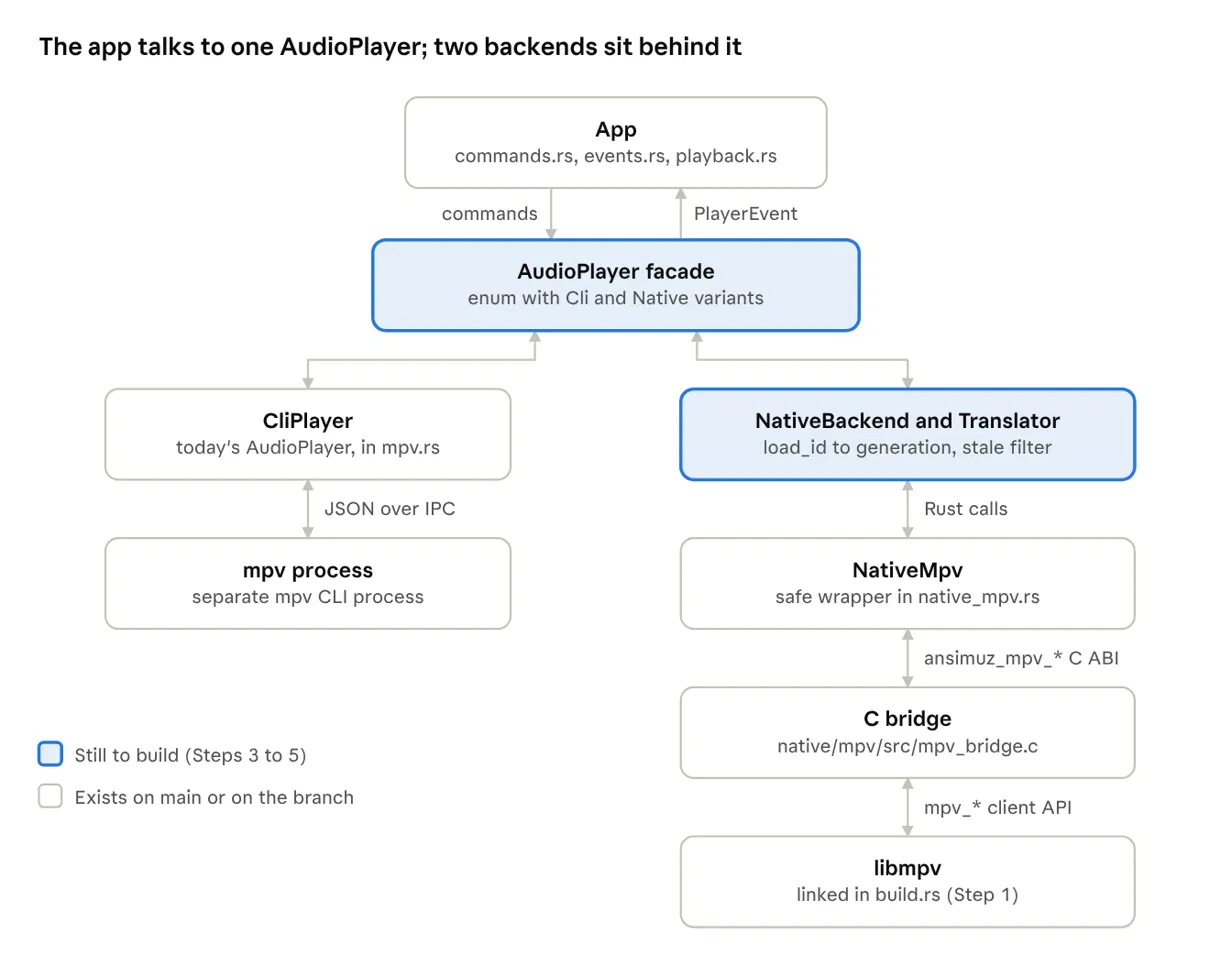 The app talks to one AudioPlayer; two backends sit behind it
App
commands.rs, events.rs, playback.rs
commands
PlayerEvent
AudioPlayer facade
enum with Cli and Native variants
CliPlayer
today's AudioPlayer, in mpv.rs
NativeBackend and Translator
load_id to generation, stale filter
JSON over IPC
Rust calls
mpv process
separate mpv CLI process
NativeMpv
safe wrapper in native_mpv.rs
ansimuz_mpv_* C ABI
C bridge
native/mpv/src/mpv_bridge.c
Still to build (Steps 3 to 5)
Exists on main or on the branch
mpv_* client API
libmpv
linked in build.rs (Step 1)